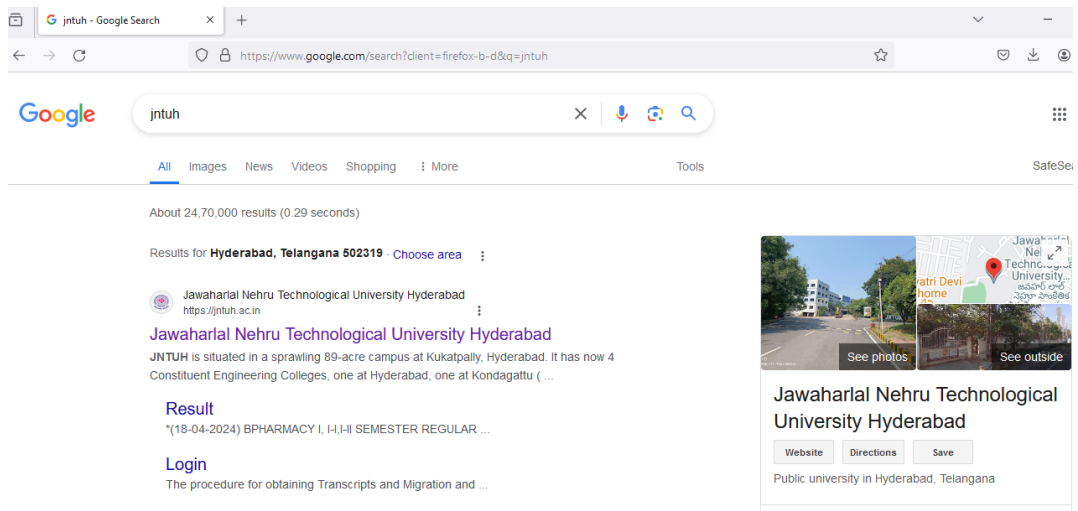 jntuh - Google Search
https://www.google.com/search?client=firefox-b-d&q=jntuh
Google
jntuh
All Images News Videos Shopping More Tools SafeSea
About 24,70,000 results (0.29 seconds)
Results for Hyderabad, Telangana 502319 · Choose area
Jawaharlal Nehru Technological University Hyderabad
https://jntuh.ac.in
Jawaharlal Nehru Technological University Hyderabad
JNTUH is situated in a sprawling 89-acre campus at Kukatpally, Hyderabad. It has now 4
Constituent Engineering Colleges, one at Hyderabad, one at Kondagattu ( ...
Result
*(18-04-2024) BPHARMACY I, I-I,I-II SEMESTER REGULAR ...
Login
The procedure for obtaining Transcripts and Migration and ...
University...
atri Devi
home
See photos
See outside
Jawaharlal Nehru Technological
University Hyderabad
Website Directions Save
Public university in Hyderabad, Telangana